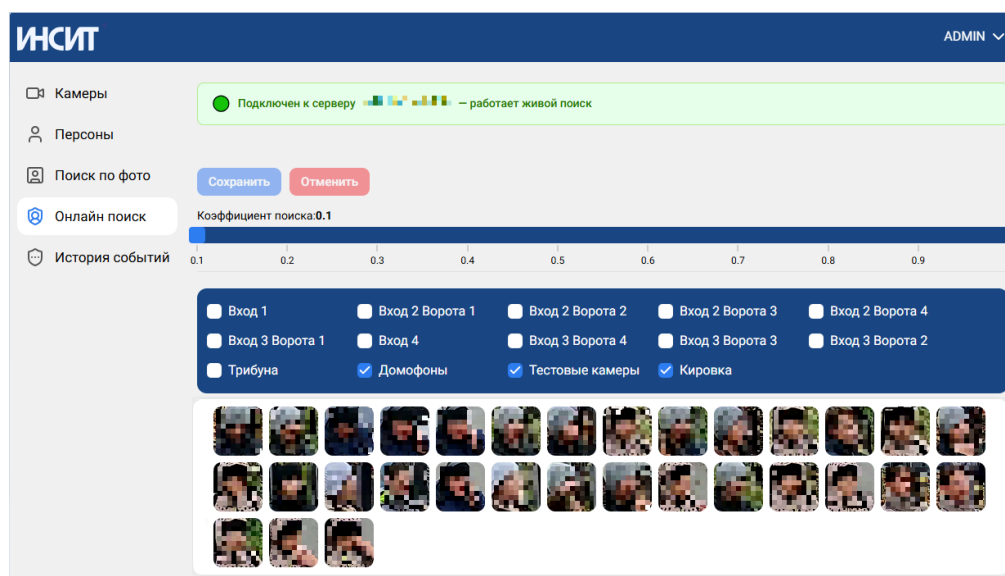 ИНСИТ
ADMIN
Камеры
Персоны
Поиск по фото
Онлайн поиск
История событий
Подключен к серверу — работает живой поиск
Сохранить Отменить
Коэффициент поиска:0.1
0.1 0.2 0.3 0.4 0.5 0.6 0.7 0.8 0.9
Вход 1 Вход 2 Ворота 1 Вход 2 Ворота 2 Вход 2 Ворота 3 Вход 2 Ворота 4
Вход 3 Ворота 1 Вход 4 Вход 3 Ворота 4 Вход 3 Ворота 3 Вход 3 Ворота 2
Трибуна Домофоны Тестовые камеры Кировка